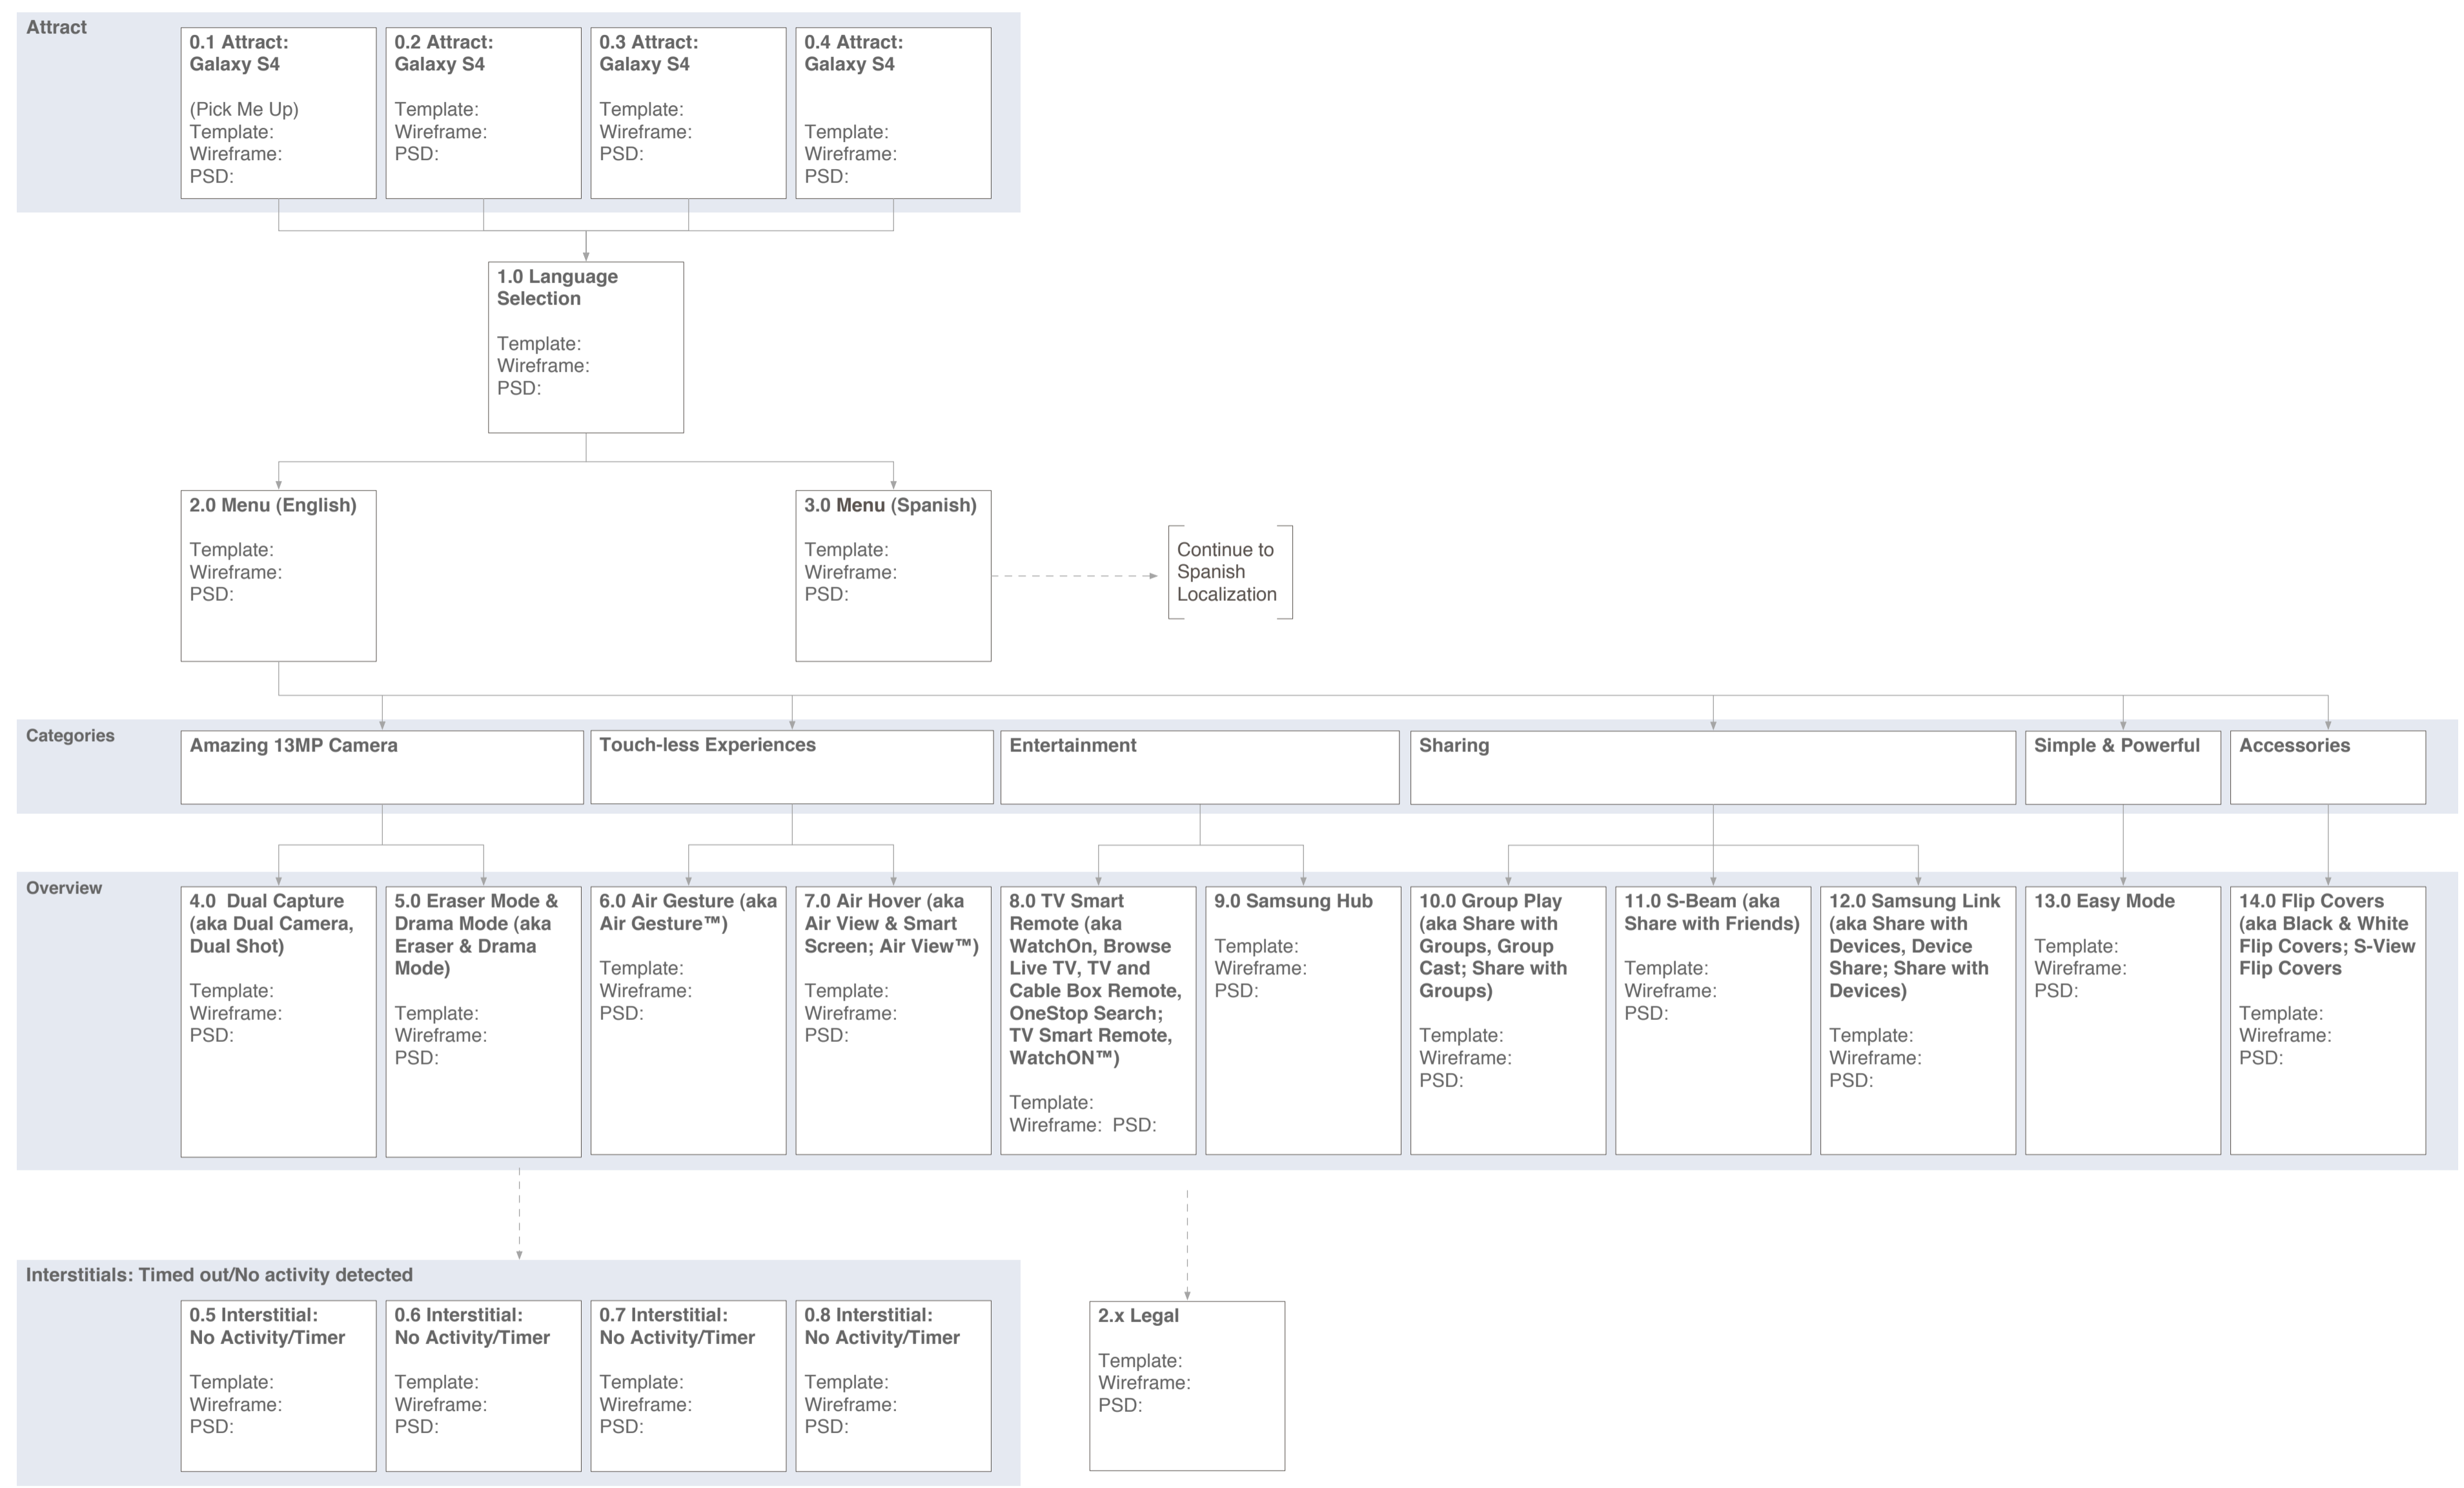 Attract
0.1 Attract:
Galaxy S4
(Pick Me Up)
Template:
Wireframe:
PSD:
0.2 Attract:
Galaxy S4
Template:
Wireframe:
PSD:
0.3 Attract:
Galaxy S4
Template:
Wireframe:
PSD:
0.4 Attract:
Galaxy S4
Template:
Wireframe:
PSD:
1.0 Language
Selection
Template:
Wireframe:
PSD:
2.0 Menu (English)
Template:
Wireframe:
PSD:
3.0 Menu (Spanish)
Template:
Wireframe:
PSD:
Continue to
Spanish
Localization
Categories
Amazing 13MP Camera
Touch-less Experiences
Entertainment
Sharing
Simple & Powerful
Accessories
Overview
4.0  Dual Capture
(aka Dual Camera,
Dual Shot)
Template:
Wireframe:
PSD:
5.0 Eraser Mode &
Drama Mode (aka
Eraser & Drama
Mode)
Template:
Wireframe:
PSD:
6.0 Air Gesture (aka
Air Gesture™)
Template:
Wireframe:
PSD:
7.0 Air Hover (aka
Air View & Smart
Screen; Air View™)
Template:
Wireframe:
PSD:
8.0 TV Smart
Remote (aka
WatchOn, Browse
Live TV, TV and
Cable Box Remote,
OneStop Search;
TV Smart Remote,
WatchON™)
Template:
Wireframe:  PSD:
9.0 Samsung Hub
Template:
Wireframe:
PSD:
10.0 Group Play
(aka Share with
Groups, Group
Cast; Share with
Groups)
Template:
Wireframe:
PSD:
11.0 S-Beam (aka
Share with Friends)
Template:
Wireframe:
PSD:
12.0 Samsung Link
(aka Share with
Devices, Device
Share; Share with
Devices)
Template:
Wireframe:
PSD:
13.0 Easy Mode
Template:
Wireframe:
PSD:
14.0 Flip Covers
(aka Black & White
Flip Covers; S-View
Flip Covers
Template:
Wireframe:
PSD:
Interstitials: Timed out/No activity detected
0.5 Interstitial:
No Activity/Timer
Template:
Wireframe:
PSD:
0.6 Interstitial:
No Activity/Timer
Template:
Wireframe:
PSD:
0.7 Interstitial:
No Activity/Timer
Template:
Wireframe:
PSD:
0.8 Interstitial:
No Activity/Timer
Template:
Wireframe:
PSD:
2.x Legal
Template:
Wireframe:
PSD: